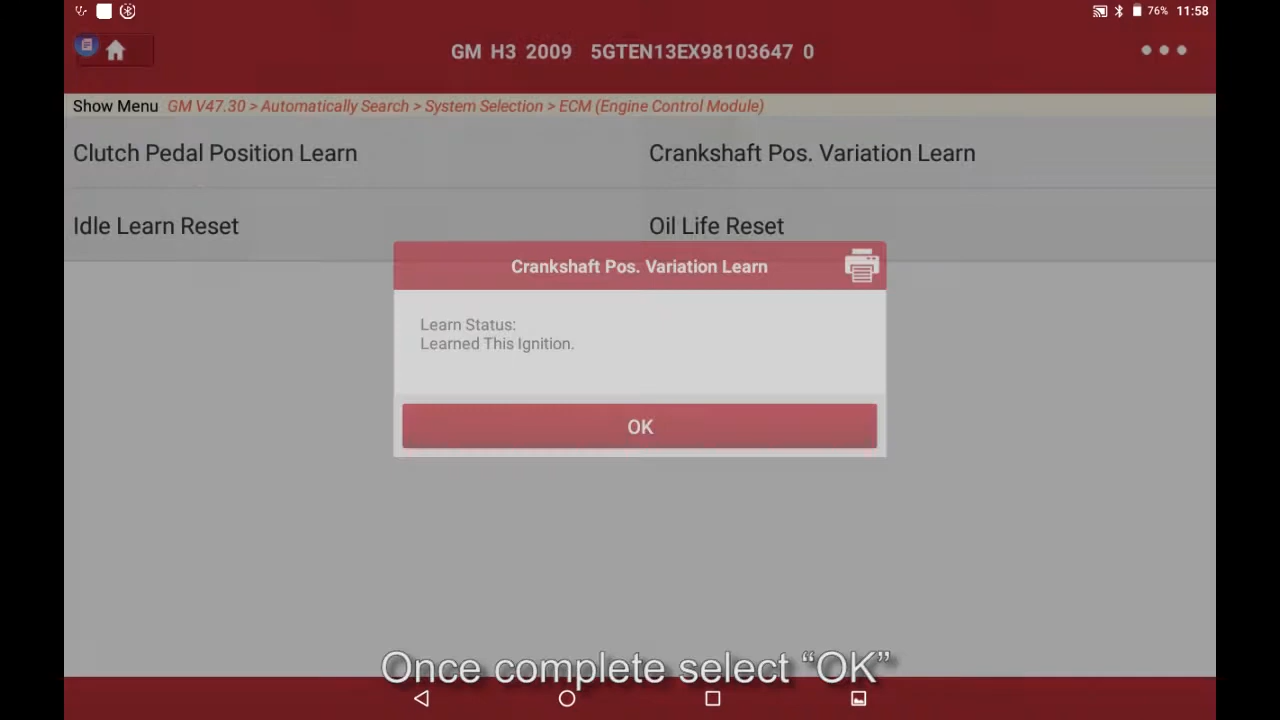 76% 11:58
GM H3 2009 5GTEN13EX98103647 0
Show Menu GM V47.30 > Automatically Search > System Selection > ECM (Engine Control Module)
Clutch Pedal Position Learn
Crankshaft Pos. Variation Learn
Idle Learn Reset
Oil Life Reset
Crankshaft Pos. Variation Learn
Learn Status:
Learned This Ignition.
OK
Once complete select “OK”